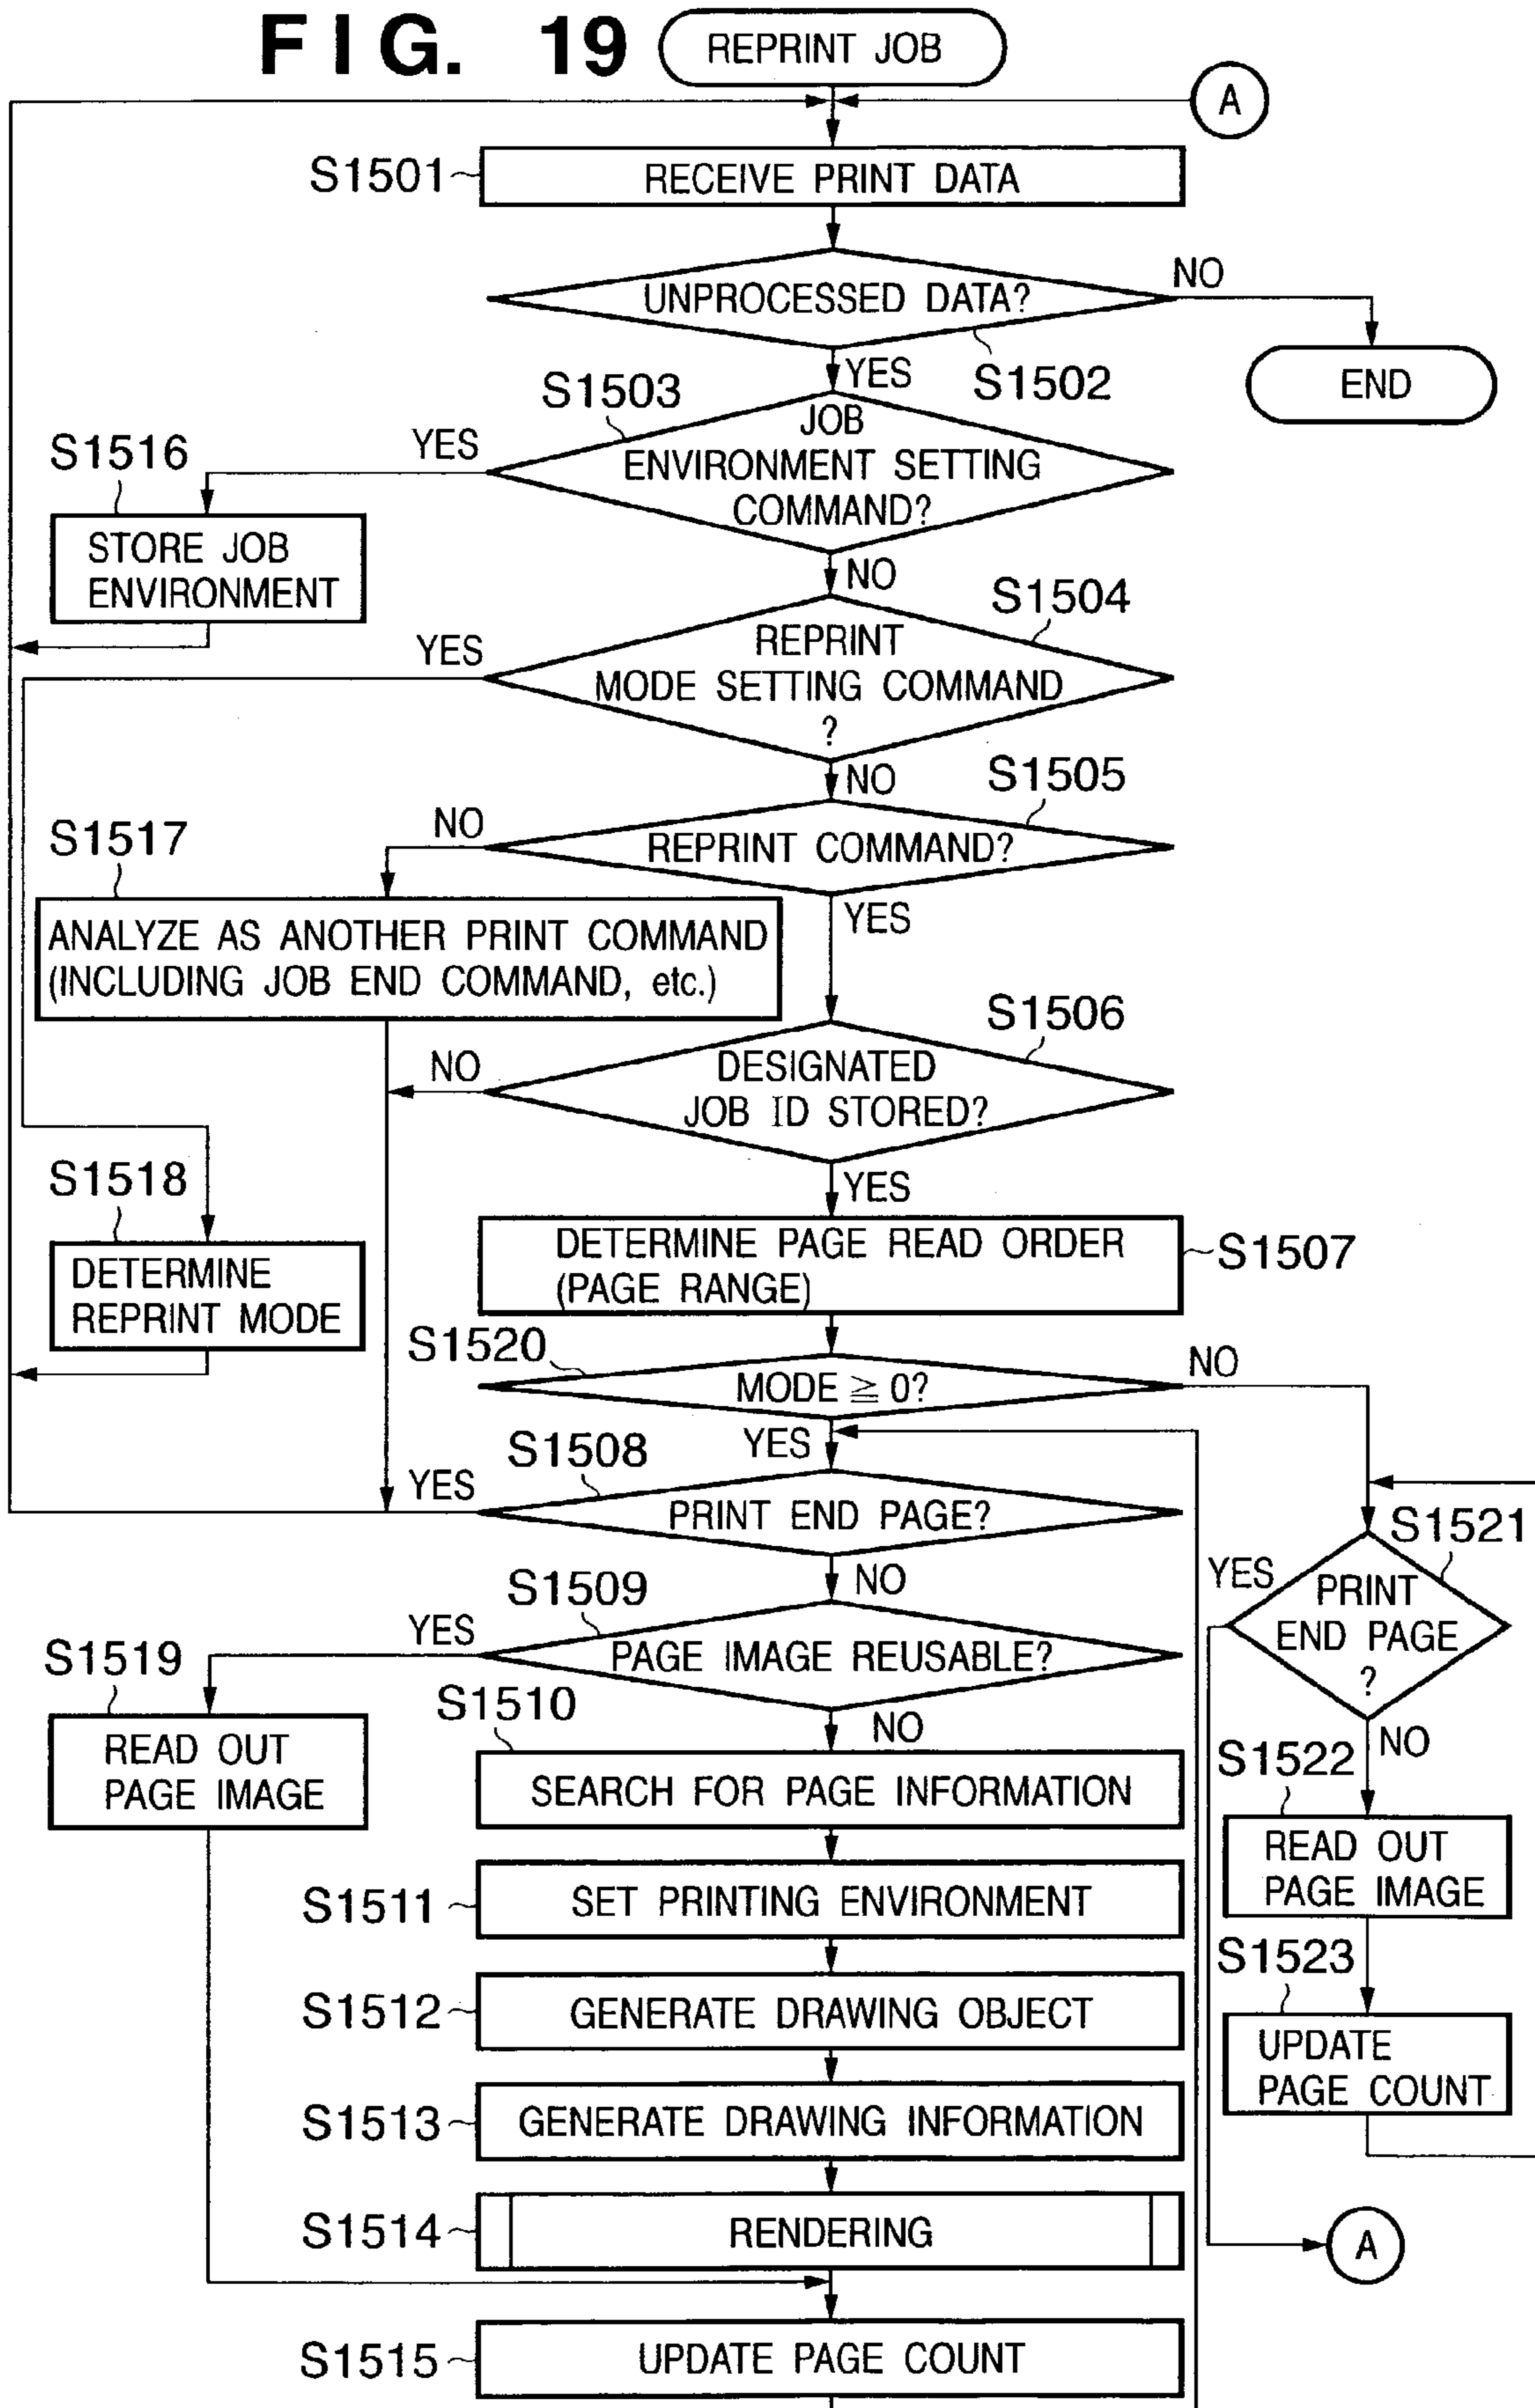 FIG. 19
REPRINT JOB
A
S1501
RECEIVE PRINT DATA
UNPROCESSED DATA?
NO
S1502
END
YES
S1503
JOB
ENVIRONMENT SETTING
COMMAND?
YES
S1516
STORE JOB
ENVIRONMENT
NO
S1504
REPRINT
MODE SETTING COMMAND
?
YES
NO
S1505
REPRINT COMMAND?
NO
S1517
ANALYZE AS ANOTHER PRINT COMMAND
(INCLUDING JOB END COMMAND, etc.)
YES
S1506
DESIGNATED
JOB ID STORED?
NO
YES
S1518
DETERMINE
REPRINT MODE
DETERMINE PAGE READ ORDER
(PAGE RANGE)
S1507
S1520
MODE ≧ 0?
NO
YES
S1508
PRINT END PAGE?
YES
NO
S1521
PRINT
END PAGE
?
YES
NO
S1509
PAGE IMAGE REUSABLE?
YES
S1519
READ OUT
PAGE IMAGE
NO
S1510
SEARCH FOR PAGE INFORMATION
S1522
READ OUT
PAGE IMAGE
S1511
SET PRINTING ENVIRONMENT
S1523
UPDATE
PAGE COUNT
S1512
GENERATE DRAWING OBJECT
S1513
GENERATE DRAWING INFORMATION
S1514
RENDERING
A
S1515
UPDATE PAGE COUNT